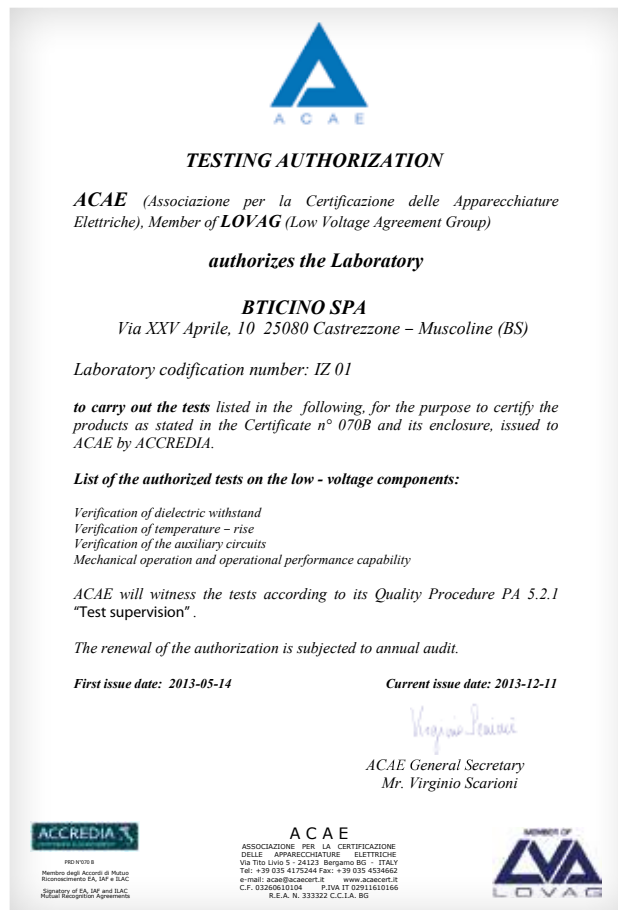 A C A E
TESTING AUTHORIZATION
ACAE (Associazione per la Certificazione delle Apparecchiature
Elettriche), Member of LOVAG (Low Voltage Agreement Group)
authorizes the Laboratory
BTICINO SPA
Via XXV Aprile, 10 25080 Castrezzone – Muscoline (BS)
Laboratory codification number: IZ 01
to carry out the tests listed in the following, for the purpose to certify the
products as stated in the Certificate n° 070B and its enclosure, issued to
ACAE by ACCREDIA.
List of the authorized tests on the low - voltage components:
Verification of dielectric withstand
Verification of temperature – rise
Verification of the auxiliary circuits
Mechanical operation and operational performance capability
ACAE will witness the tests according to its Quality Procedure PA 5.2.1
“Test supervision” .
The renewal of the authorization is subjected to annual audit.
First issue date: 2013-05-14 Current issue date: 2013-12-11
ACAE General Secretary
Mr. Virginio Scarioni
ACCREDIA
PRD N°070 B
Membro degli Accordi di Mutuo
Riconoscimento EA, IAF e ILAC
Signatory of EA, IAF and ILAC
Mutual Recognition Agreements
A C A E
ASSOCIAZIONE PER LA CERTIFICAZIONE
DELLE APPARECCHIATURE ELETTRICHE
Via Tito Livio 5 - 24123 Bergamo BG - ITALY
Tel: +39 035 4175244 Fax: +39 035 4534662
e-mail: acae@acaecert.it www.acaecert.it
C.F. 03260610104 P.IVA IT 02911610166
R.E.A. N. 333322 C.C.I.A. BG
MEMBER OF
LVA
LOVAG